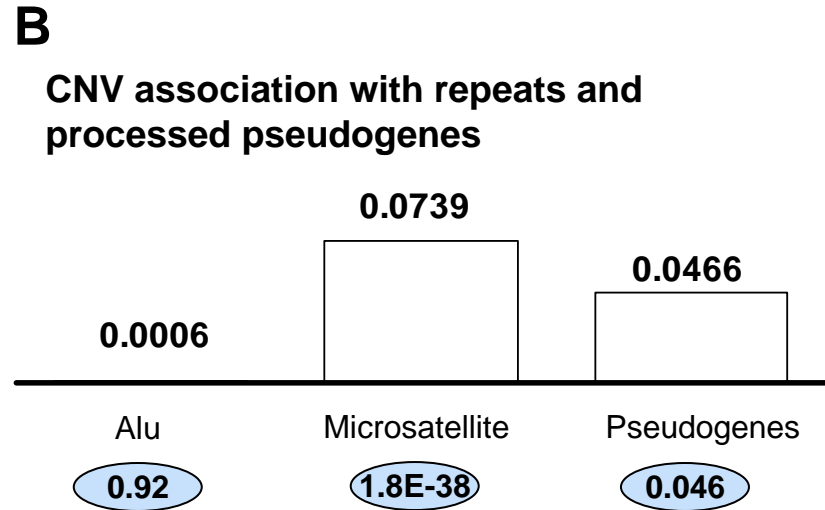 B
CNV association with repeats and
processed pseudogenes
0.0739
0.0466
0.0006
Alu Microsatellite Pseudogenes
0.92 1.8E-38 0.046